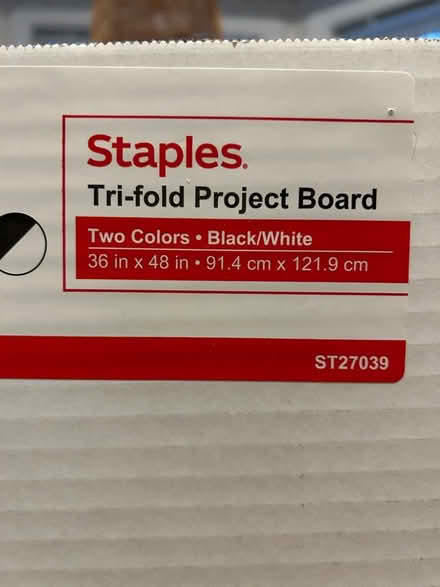 Staples.
Tri-fold Project Board
Two Colors • Black/White
36 in x 48 in • 91.4 cm x 121.9 cm
ST27039